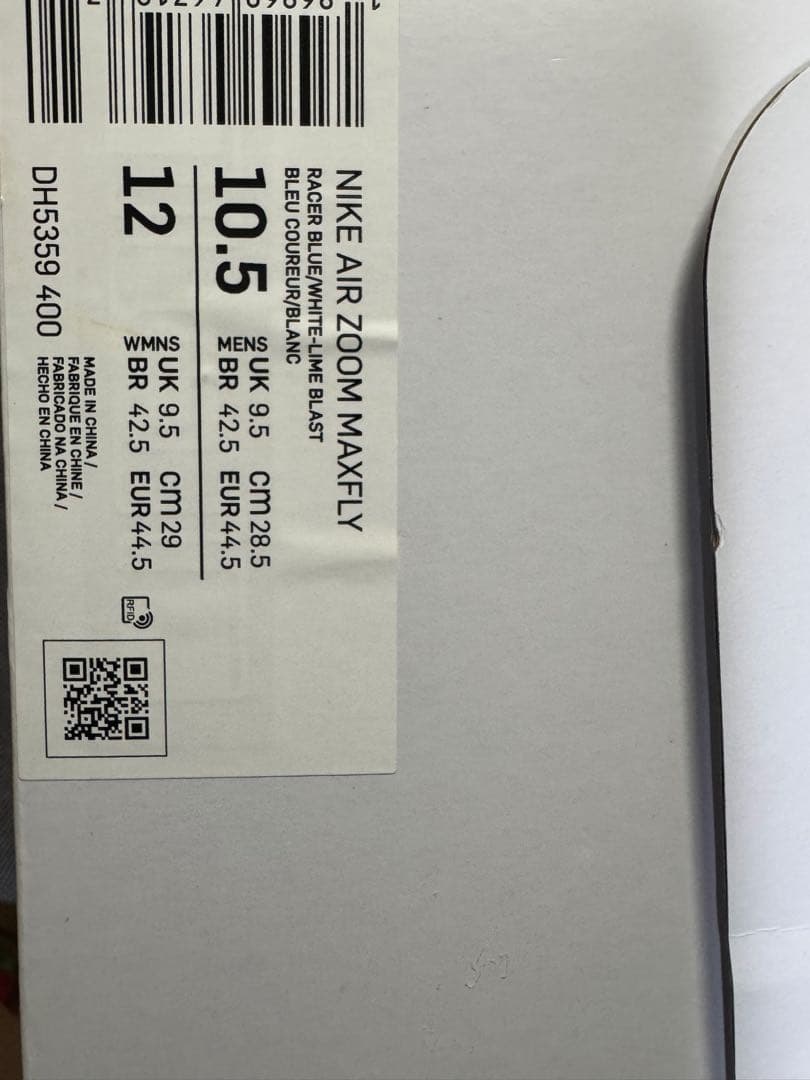 NIKE AIR ZOOM MAXFLY
RACER BLUE/WHITE-LIME BLAST
BLEU COUREUR/BLANC
10.5 MENS UK 9.5 CM 28.5
BR 42.5 EUR 44.5
12 WMNS UK 9.5 CM 29
BR 42.5 EUR 44.5
RFID
DH5359 400
MADE IN CHINA/
FABRIQUE EN CHINE/
FABRICADO NA CHINA/
HECHO EN CHINA